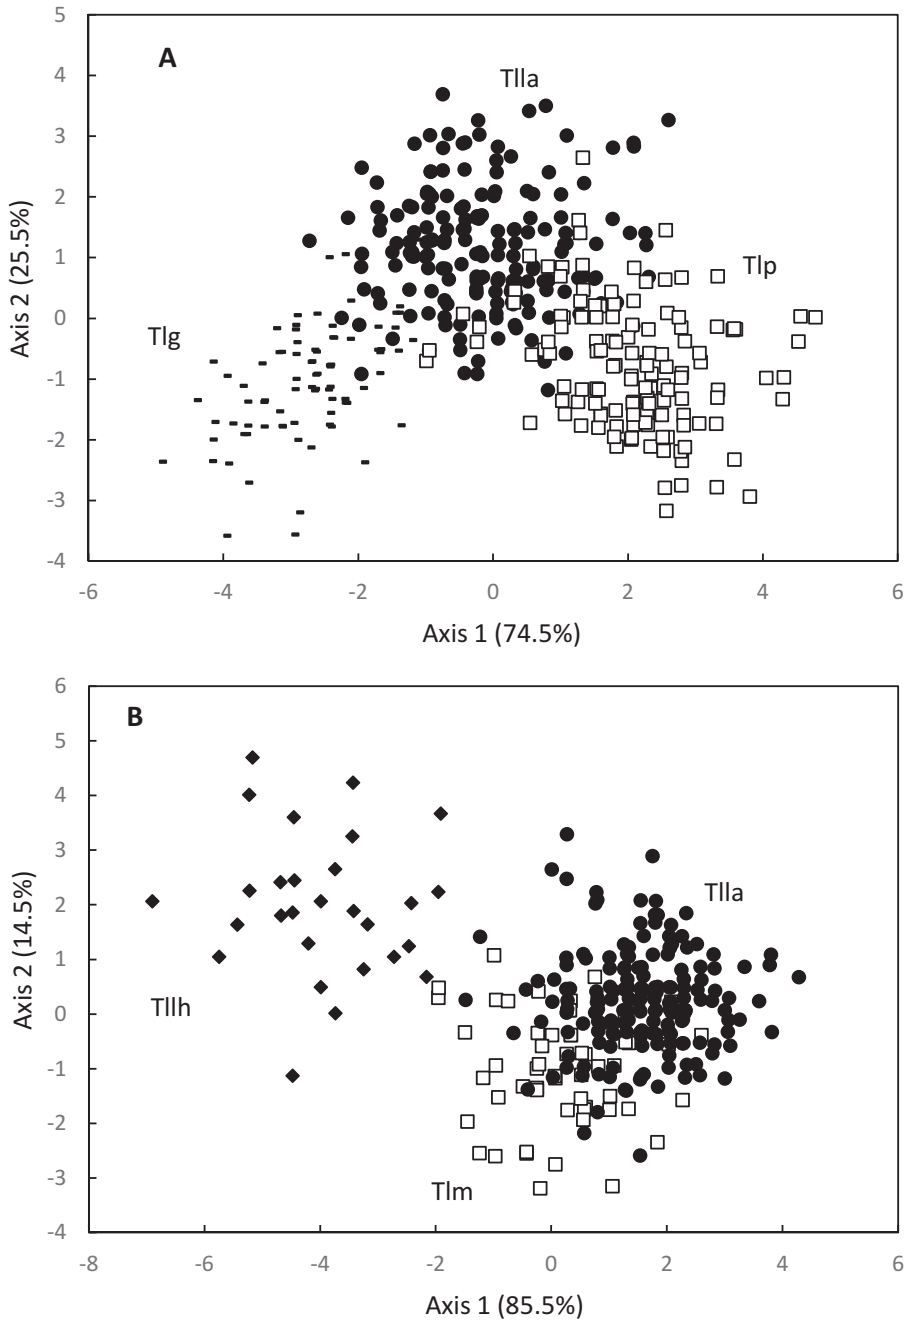 5
A
Tlla
4
3
2
1
Tlp
0
Tlg
-1
-2
-3
-4
Axis 2 (25.5%)
-6 -4 -2 0 2 4 6
Axis 1 (74.5%)
6
B
5
4
3
Tlla
2
1
Tllh
0
-1
-2
Tlm
-3
-4
Axis 2 (14.5%)
-8 -6 -4 -2 0 2 4 6
Axis 1 (85.5%)